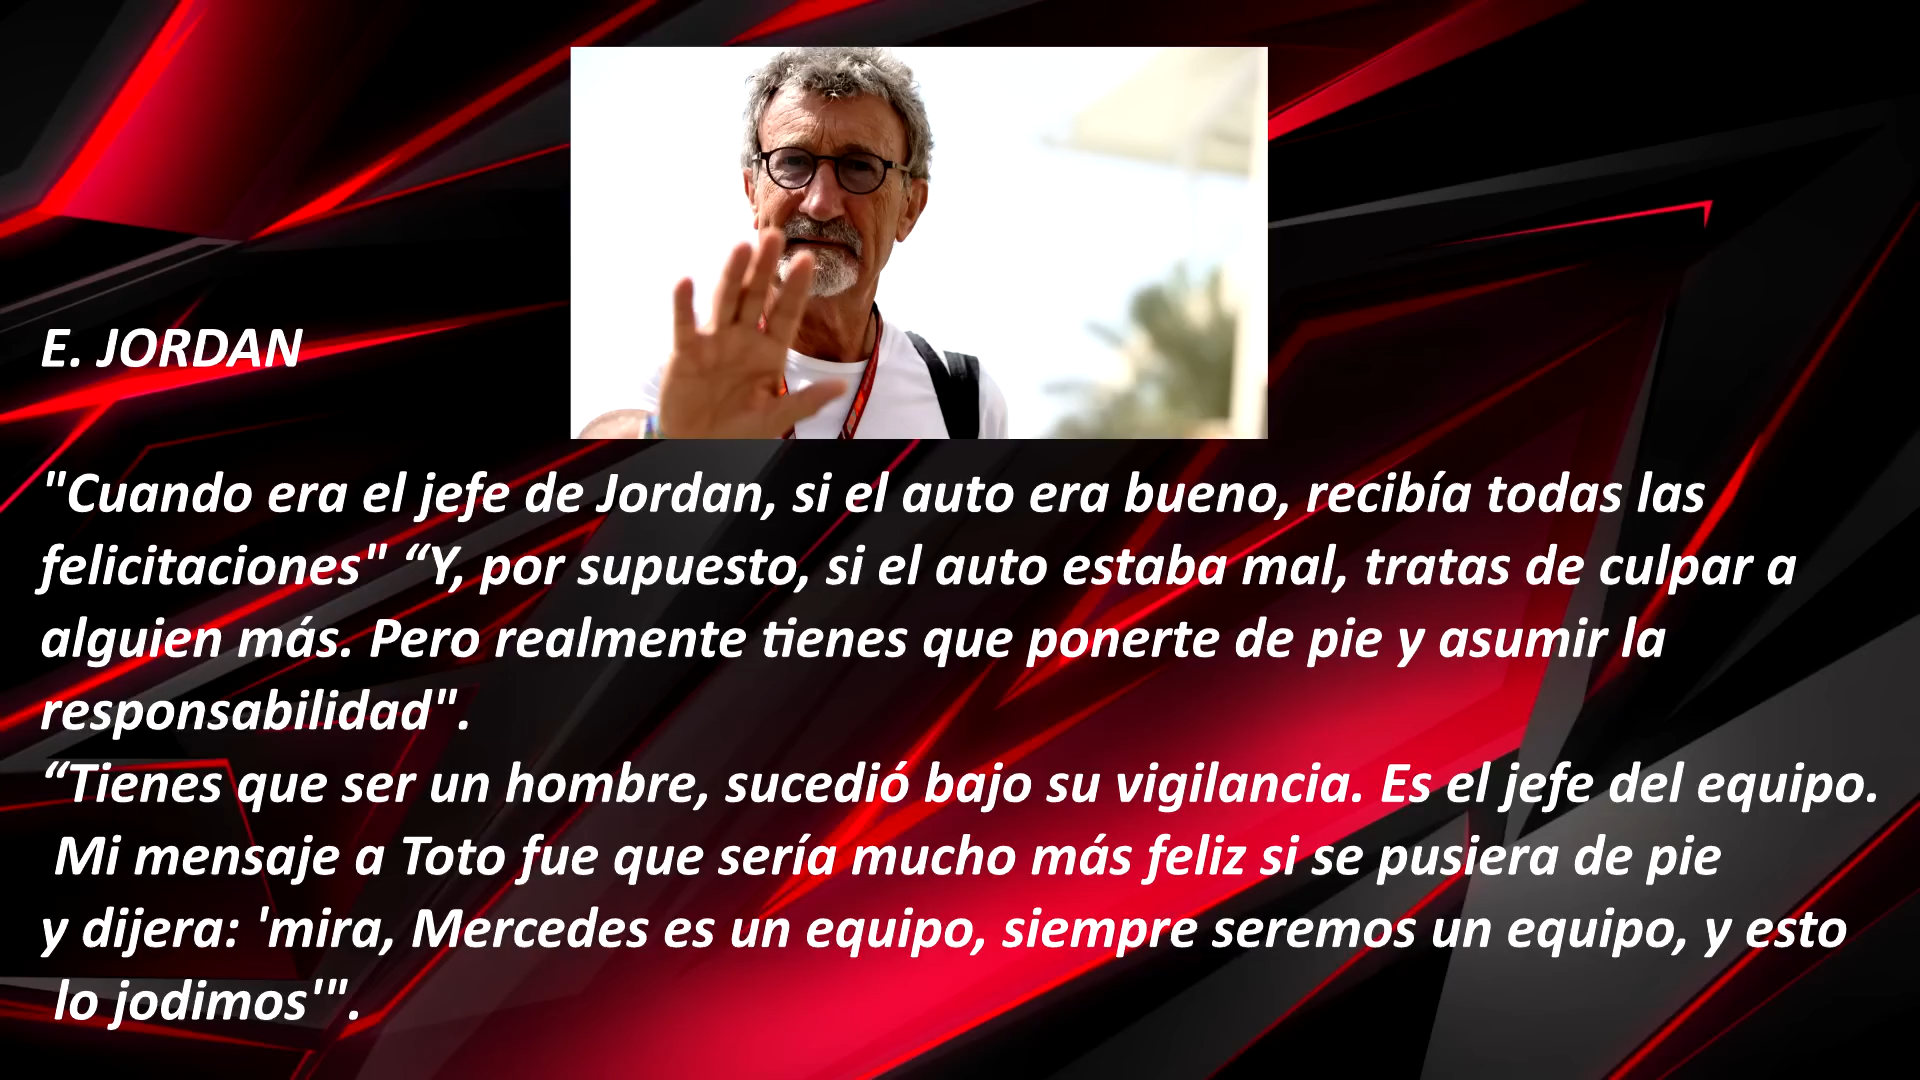 E. JORDAN
"Cuando era el jefe de Jordan, si el auto era bueno, recibía todas las
felicitaciones" “Y, por supuesto, si el auto estaba mal, tratas de culpar a
alguien más. Pero realmente tienes que ponerte de pie y asumir la
responsabilidad".
“Tienes que ser un hombre, sucedió bajo su vigilancia. Es el jefe del equipo.
Mi mensaje a Toto fue que sería mucho más feliz si se pusiera de pie
y dijera: 'mira, Mercedes es un equipo, siempre seremos un equipo, y esto
lo jodimos'".